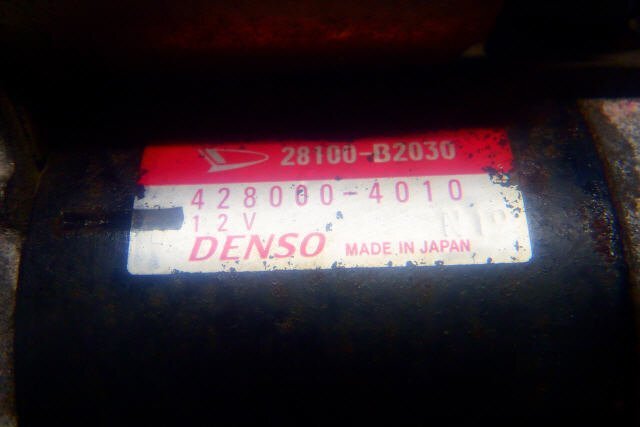 28100-B2030
428000-4010
12V
DENSO MADE IN JAPAN